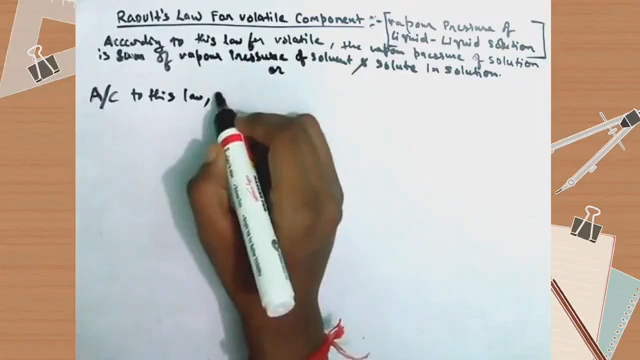 Raoult's Law For Volatile Component :- [Vapour Pressure of Liquid-Liquid Solution]
According to this law for volatile, the vapour pressure of solution
is sum of vapour Pressure of solvent & solute in solution.
or
A/c to this law,